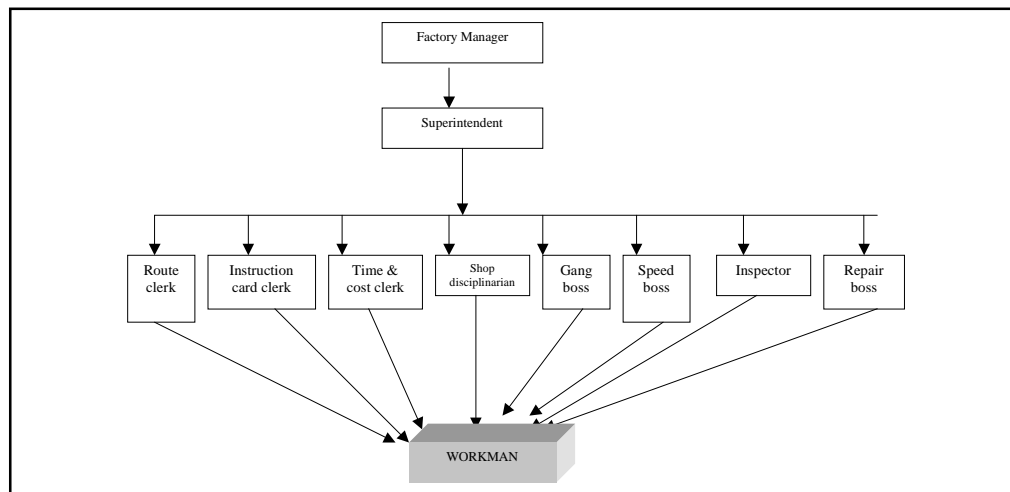 Factory Manager
Superintendent
Route
clerk
Instruction
card clerk
Time &
cost clerk
Shop
disciplinarian
Gang
boss
Speed
boss
Inspector
Repair
boss
WORKMAN